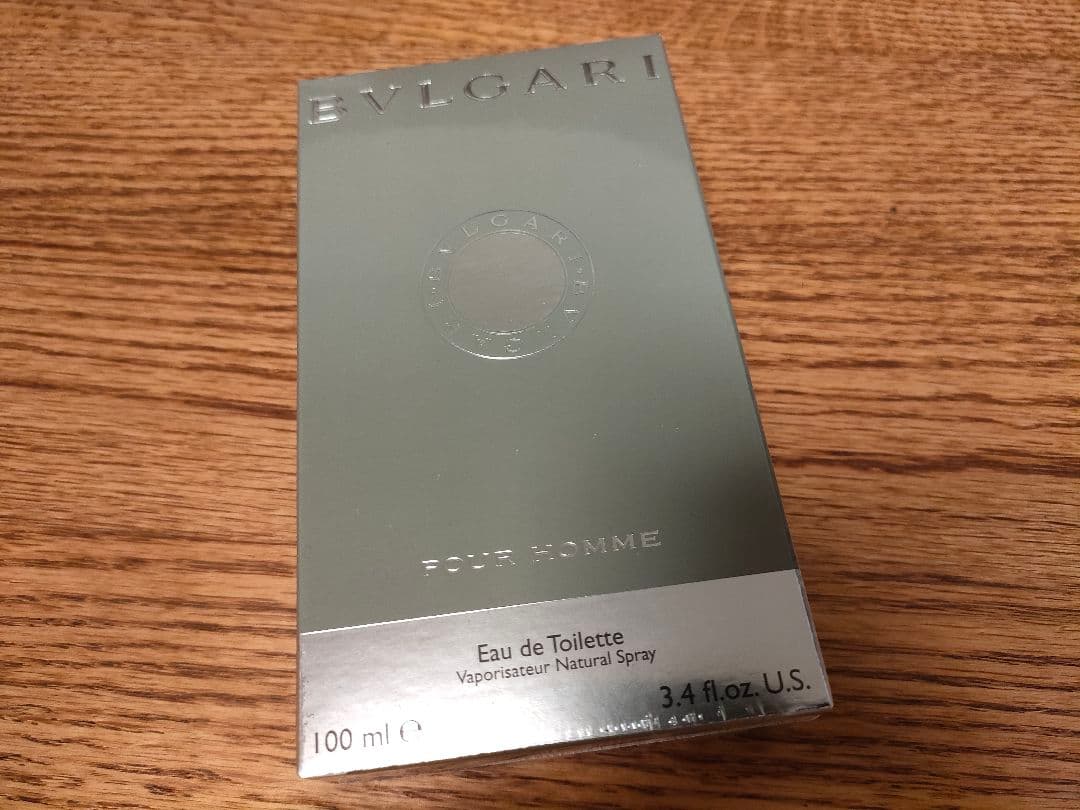 BVLGARI
BVLGARI · BVLGARI ·
POUR HOMME
Eau de Toilette
Vaporisateur Natural Spray
3.4 fl.oz. U.S.
100 ml ℮